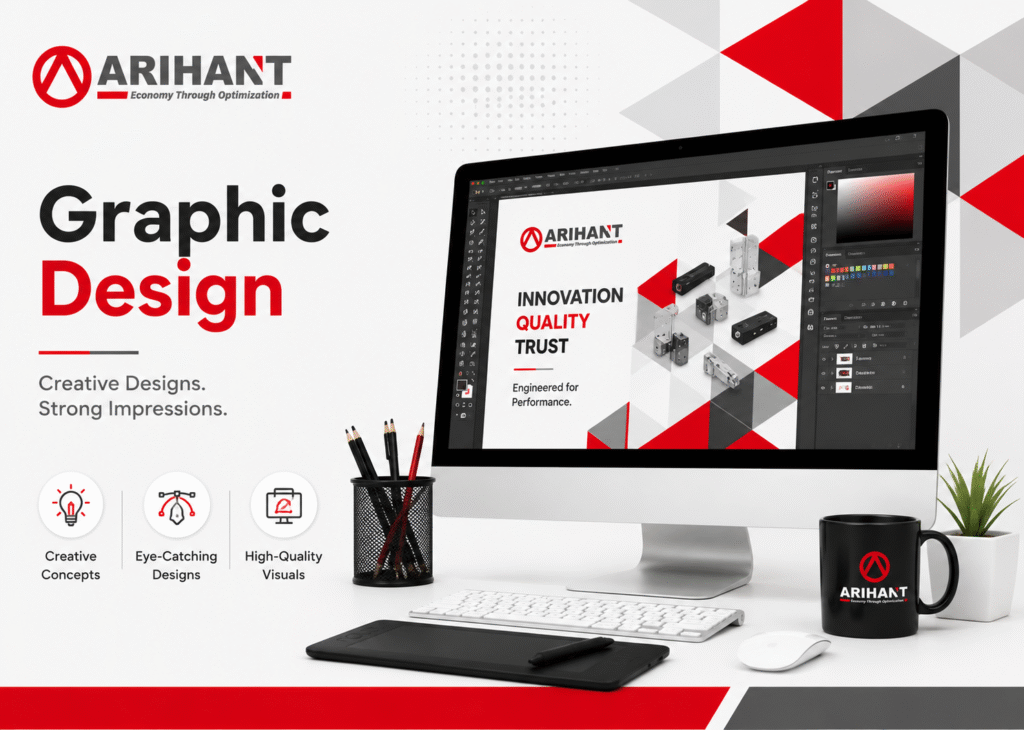 ARIHANT
Economy Through Optimization
Graphic
Design
Creative Designs.
Strong Impressions.
Creative
Concepts
Eye-Catching
Designs
High-Quality
Visuals
ARIHANT
Economy Through Optimization
INNOVATION
QUALITY
TRUST
Engineered for
Performance.
ARIHANT
Economy Through Optimization